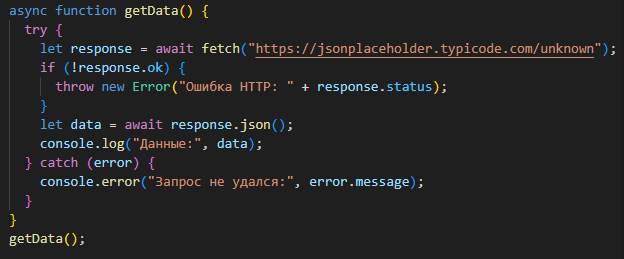 async function getData() {
  try {
    let response = await fetch("https://jsonplaceholder.typicode.com/unknown");
    if (!response.ok) {
      throw new Error("Ошибка HTTP: " + response.status);
    }
    let data = await response.json();
    console.log("Данные:", data);
  } catch (error) {
    console.error("Запрос не удался:", error.message);
  }
}
getData();